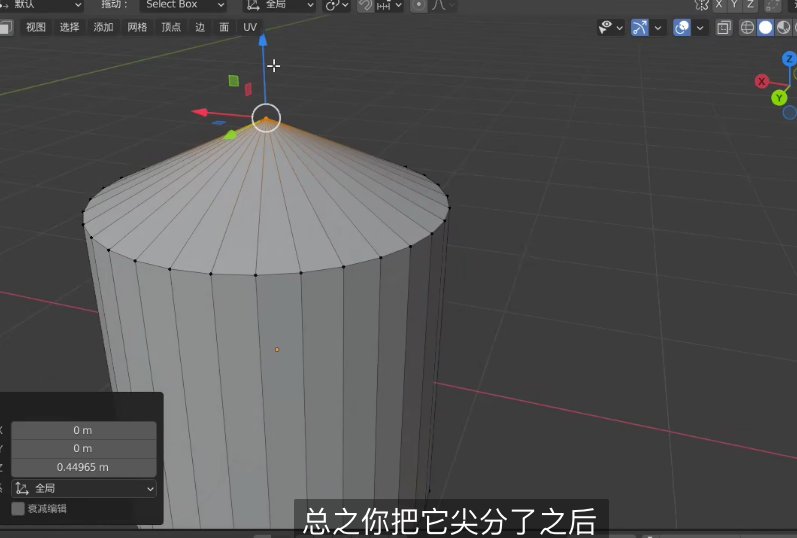 默认 拖动: Select Box 全局 X Y Z
视图 选择 添加 网格 顶点 边 面 UV
Z
X
Y
X 0 m
Y 0 m
Z 0.44965 m
全局
衰减编辑
总之你把它尖分了之后